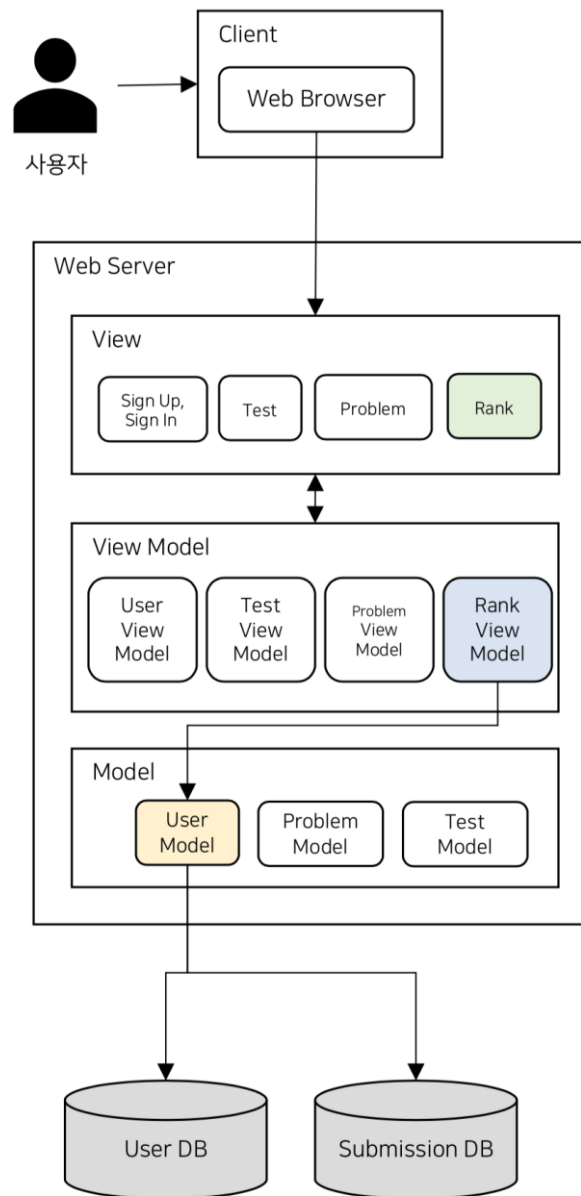 Client
Web Browser
사용자
Web Server
View
Sign Up,
Sign In
Test
Problem
Rank
View Model
User
View
Model
Test
View
Model
Problem
View
Model
Rank
View
Model
Model
User
Model
Problem
Model
Test
Model
User DB
Submission DB